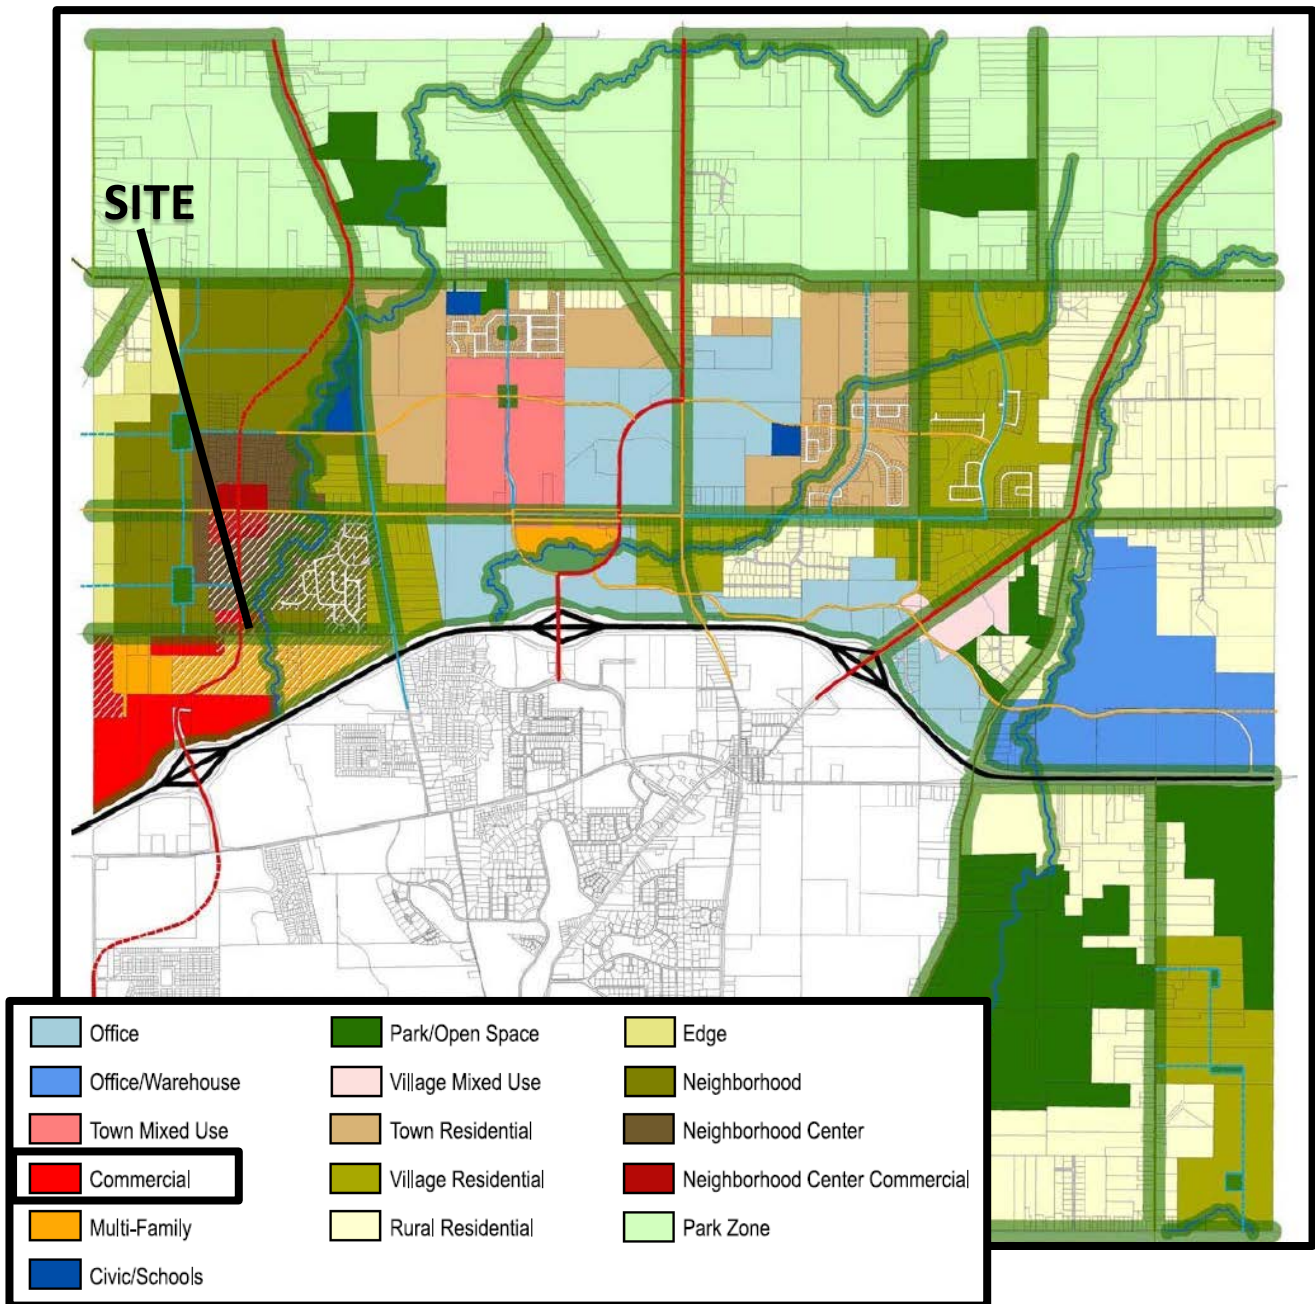 SITE
Office
Park/Open Space
Edge
Office/Warehouse
Village Mixed Use
Neighborhood
Town Mixed Use
Town Residential
Neighborhood Center
Commercial
Village Residential
Neighborhood Center Commercial
Multi-Family
Rural Residential
Park Zone
Civic/Schools